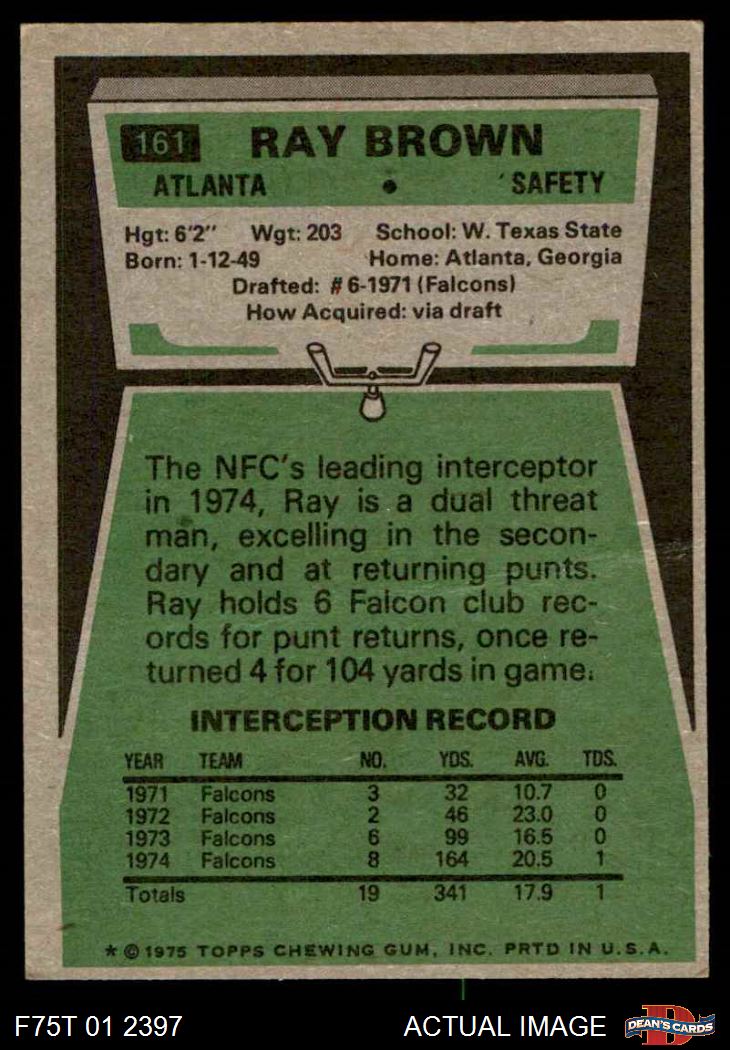 161 RAY BROWN
ATLANTA • SAFETY
Hgt: 6'2" Wgt: 203 School: W. Texas State
Born: 1-12-49 Home: Atlanta, Georgia
Drafted: #6-1971 (Falcons)
How Acquired: via draft
The NFC's leading interceptor
in 1974, Ray is a dual threat
man, excelling in the secon-
dary and at returning punts.
Ray holds 6 Falcon club rec-
ords for punt returns, once re-
turned 4 for 104 yards in game.
INTERCEPTION RECORD
YEAR TEAM NO. YDS. AVG. TDS.
1971 Falcons 3 32 10.7 0
1972 Falcons 2 46 23.0 0
1973 Falcons 6 99 16.5 0
1974 Falcons 8 164 20.5 1
Totals 19 341 17.9 1
* © 1975 TOPPS CHEWING GUM, INC. PRTD IN U.S.A.
F75T 01 2397 ACTUAL IMAGE D DEAN'S CARDS